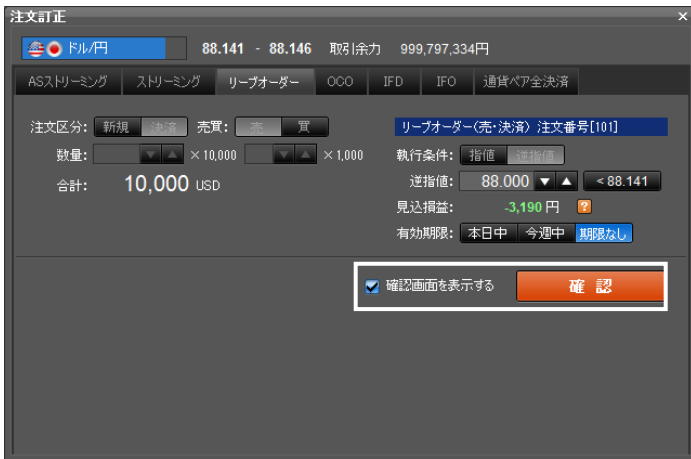 注文訂正 ×
ドル/円 88.141 - 88.146 取引余力 999,797,334円
ASストリーミング ストリーミング リーブオーダー OCO IFD IFO 通貨ペア全決済
注文区分: 新規 決済 売買: 売 買
リーブオーダー(売・決済) 注文番号[101]
数量: ×10,000 ×1,000
執行条件: 指値 逆指値
合計: 10,000 USD
逆指値: 88.000 <88.141
見込損益: -3,190 円 ?
有効期限: 本日中 今週中 期限なし
確認画面を表示する 確 認